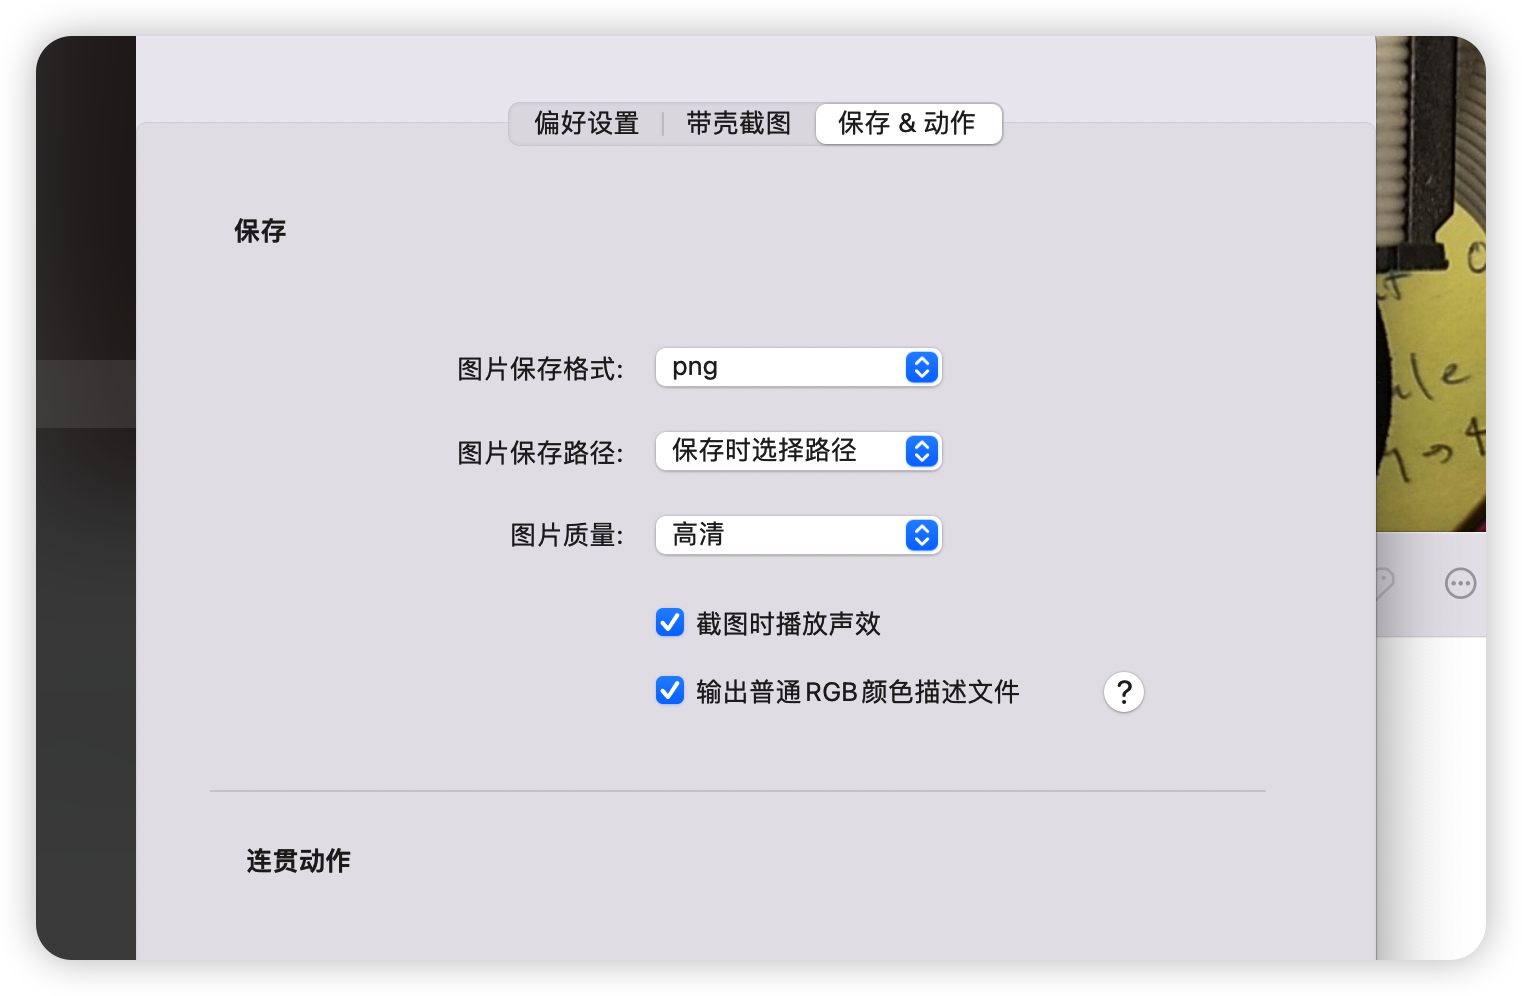 偏好设置 带壳截图 保存 & 动作
保存
图片保存格式: png
图片保存路径: 保存时选择路径
图片质量: 高清
截图时播放声效
输出普通RGB颜色描述文件 ?
连贯动作